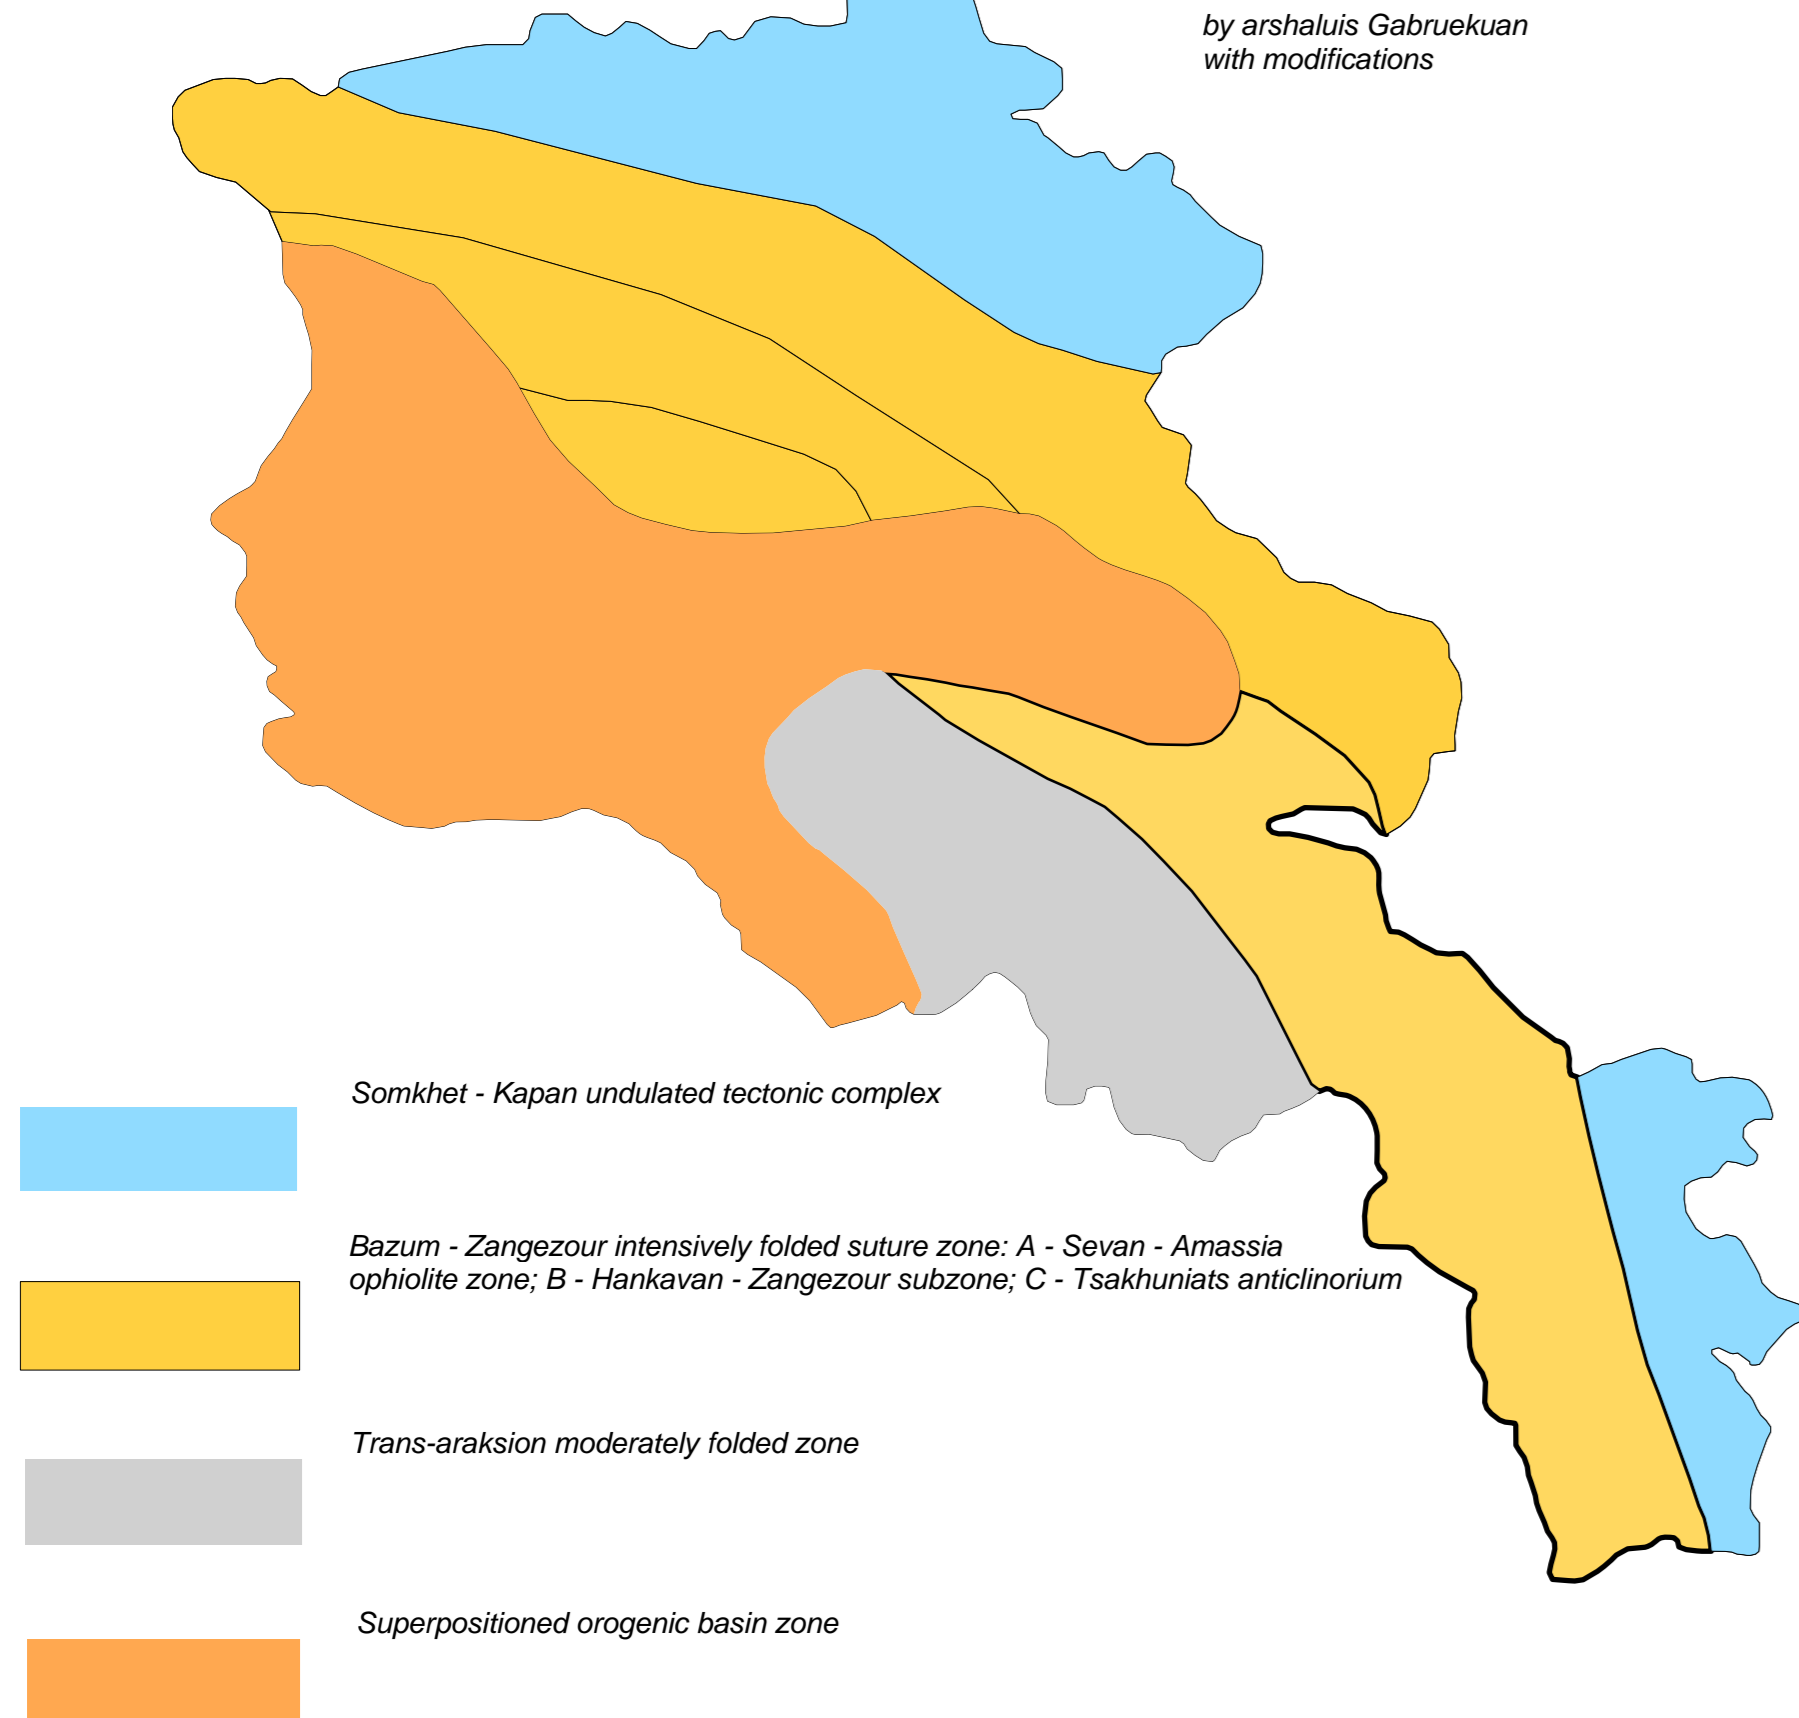 by arshaluis Gabruekuan
with modifications
Somkhet - Kapan undulated tectonic complex
Bazum - Zangezour intensively folded suture zone: A - Sevan - Amassia
ophiolite zone; B - Hankavan - Zangezour subzone; C - Tsakhuniats anticlinorium
Trans-araksion moderately folded zone
Superpositioned orogenic basin zone